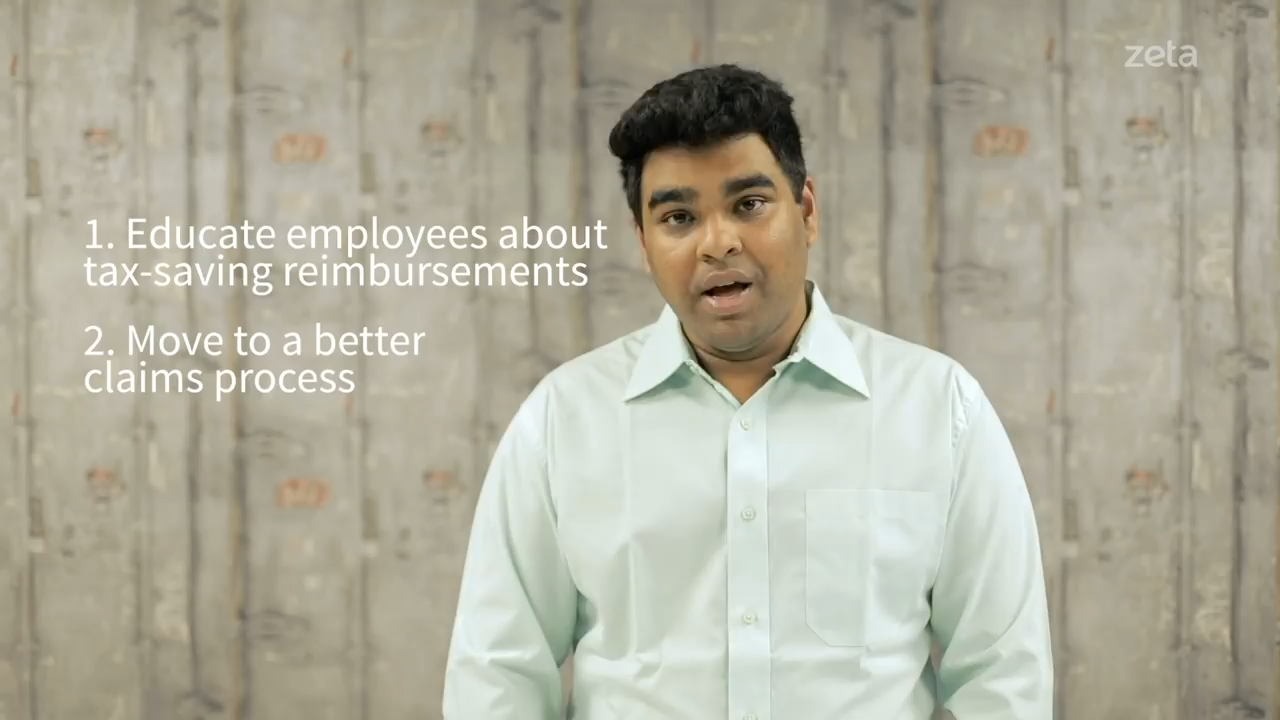 zeta
1. Educate employees about
tax-saving reimbursements
2. Move to a better
claims process